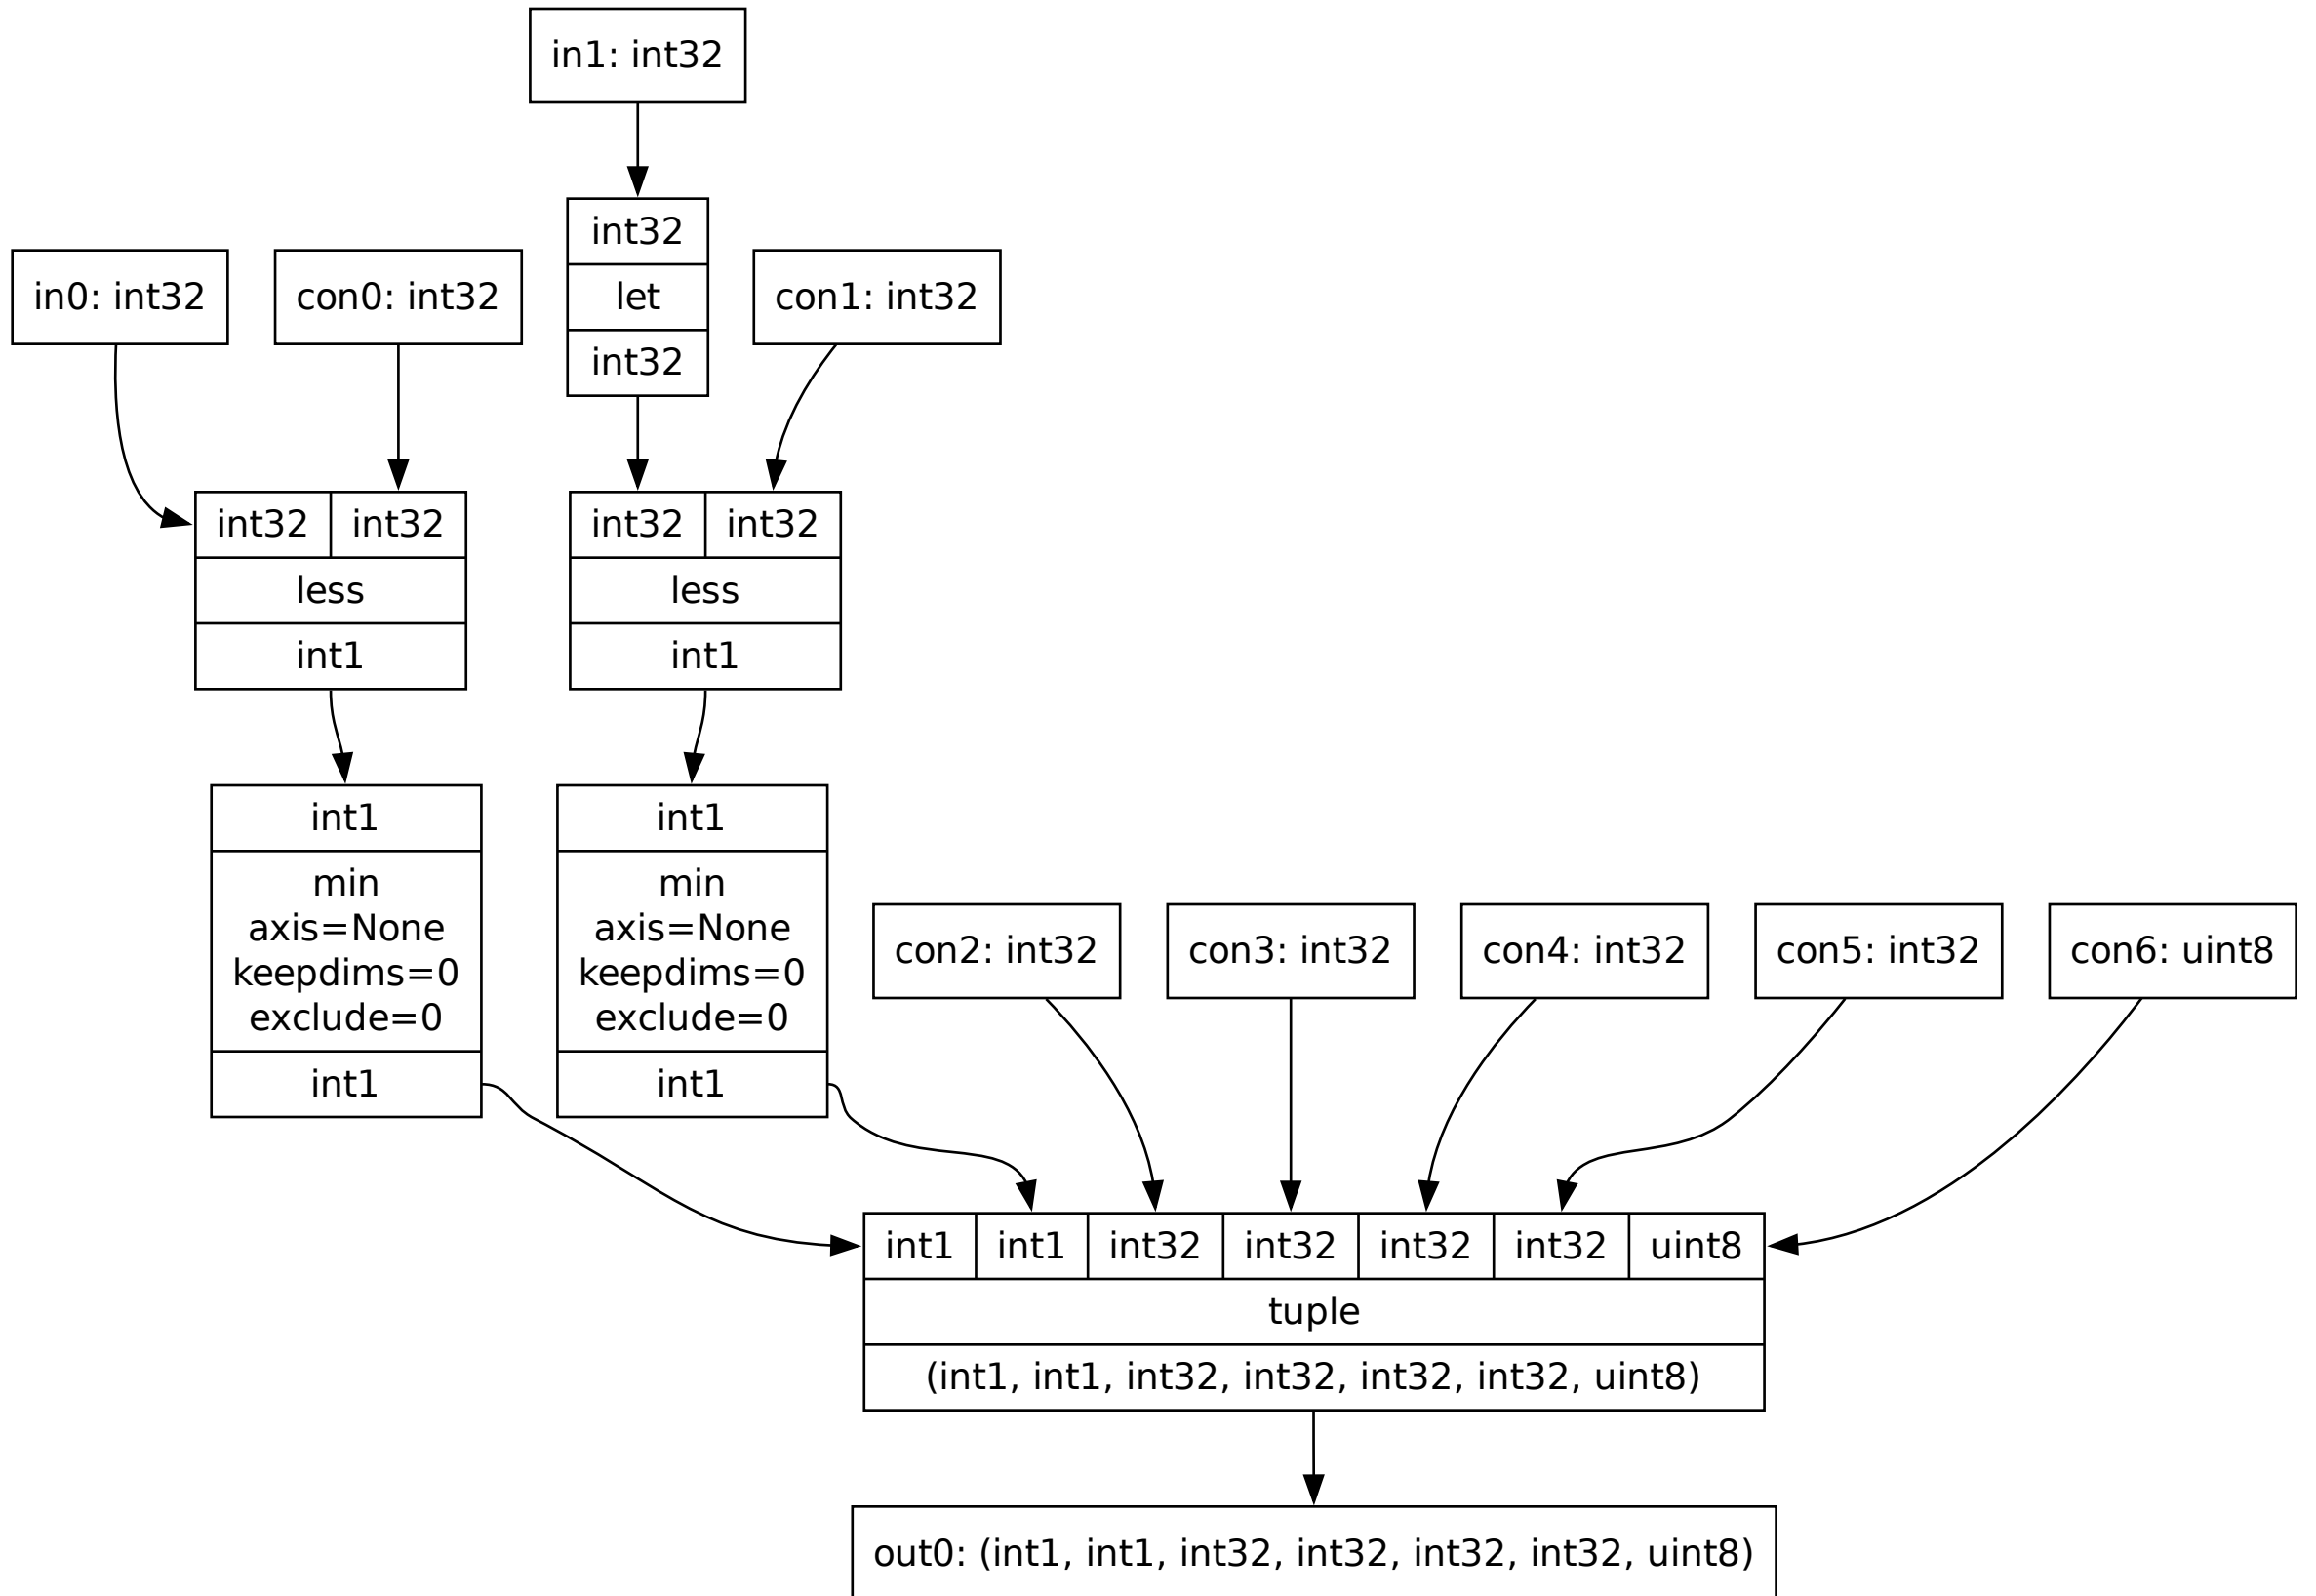 in1: int32
int32
let
int32
in0: int32
con0: int32
con1: int32
int32 int32
less
int1
int32 int32
less
int1
int1
min
axis=None
keepdims=0
exclude=0
int1
int1
min
axis=None
keepdims=0
exclude=0
int1
con2: int32
con3: int32
con4: int32
con5: int32
con6: uint8
int1 int1 int32 int32 int32 int32 uint8
tuple
(int1, int1, int32, int32, int32, int32, uint8)
out0: (int1, int1, int32, int32, int32, int32, uint8)